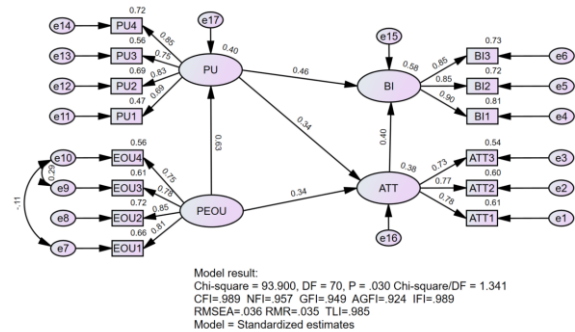 0.72
e14 PU4 e17 e15 0.73
0.56 0.85 0.40 0.58 0.85 BI3 e6
e13 PU3 0.75 PU 0.46 BI 0.72
0.69 0.83 0.85 BI2 e5
e12 PU2 0.69 0.90 0.81
0.47 BI1 e4
e11 PU1 0.34 0.40
0.56 0.63 0.54
e10 EOU4 0.38 0.73 ATT3 e3
0.29 0.61 0.75 0.60
e9 EOU3 0.78 PEOU 0.34 ATT 0.77 ATT2 e2
-.11 0.72 0.85 0.61
e8 EOU2 0.81 0.78 ATT1 e1
0.66 e16
e7 EOU1
Model result:
Chi-square = 93.900, DF = 70, P = .030 Chi-square/DF = 1.341
CFI=.989 NFI=.957 GFI=.949 AGFI=.924 IFI=.989
RMSEA=.036 RMR=.035 TLI=.985
Model = Standardized estimates